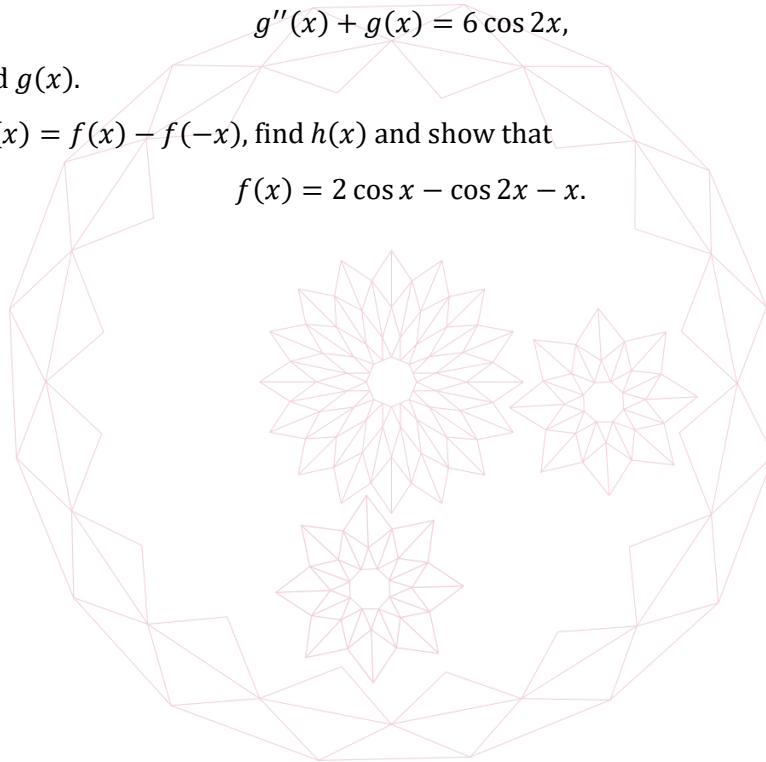 g′′(x) + g(x) = 6 cos 2x,
g(x).
(x) = f(x) − f(−x), find h(x) and show that
f(x) = 2 cos x − cos 2x − x.